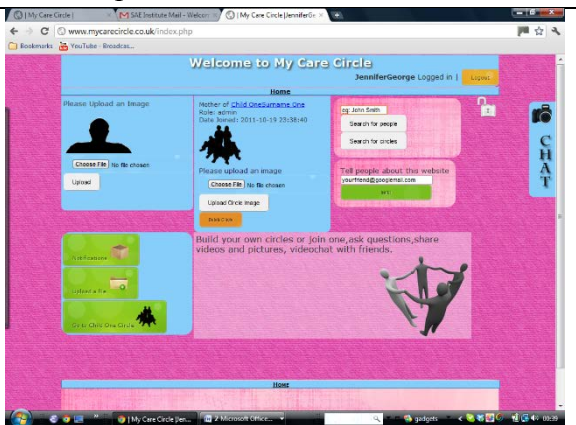 | My Care Circle |
SAE Institute Mail - Welcom
| My Care Circle |JenniferGe
www.mycarecircle.co.uk/index.php
Bookmarks YouTube - Broadcas...
Welcome to My Care Circle
JenniferGeorge Logged in | Logout
Home
Please Upload an Image
Choose File No file chosen
Upload
Mother of Child OneSurname One
Role: admin
Date Joined: 2011-10-19 23:38:40
Please upload an image
Choose File No file chosen
Upload Circle Image
eg: John Smith
Search for people
Search for circles
Tell people about this website
yourfriend@googlemail.com
CHAT
Notifications
Upload a file
Go to Child One Circle
Build your own circles or join one,ask questions,share
videos and pictures, videochat with friends.
Home
| My Care Circle |Jen...
2 Microsoft Office...
gadgets
00:39